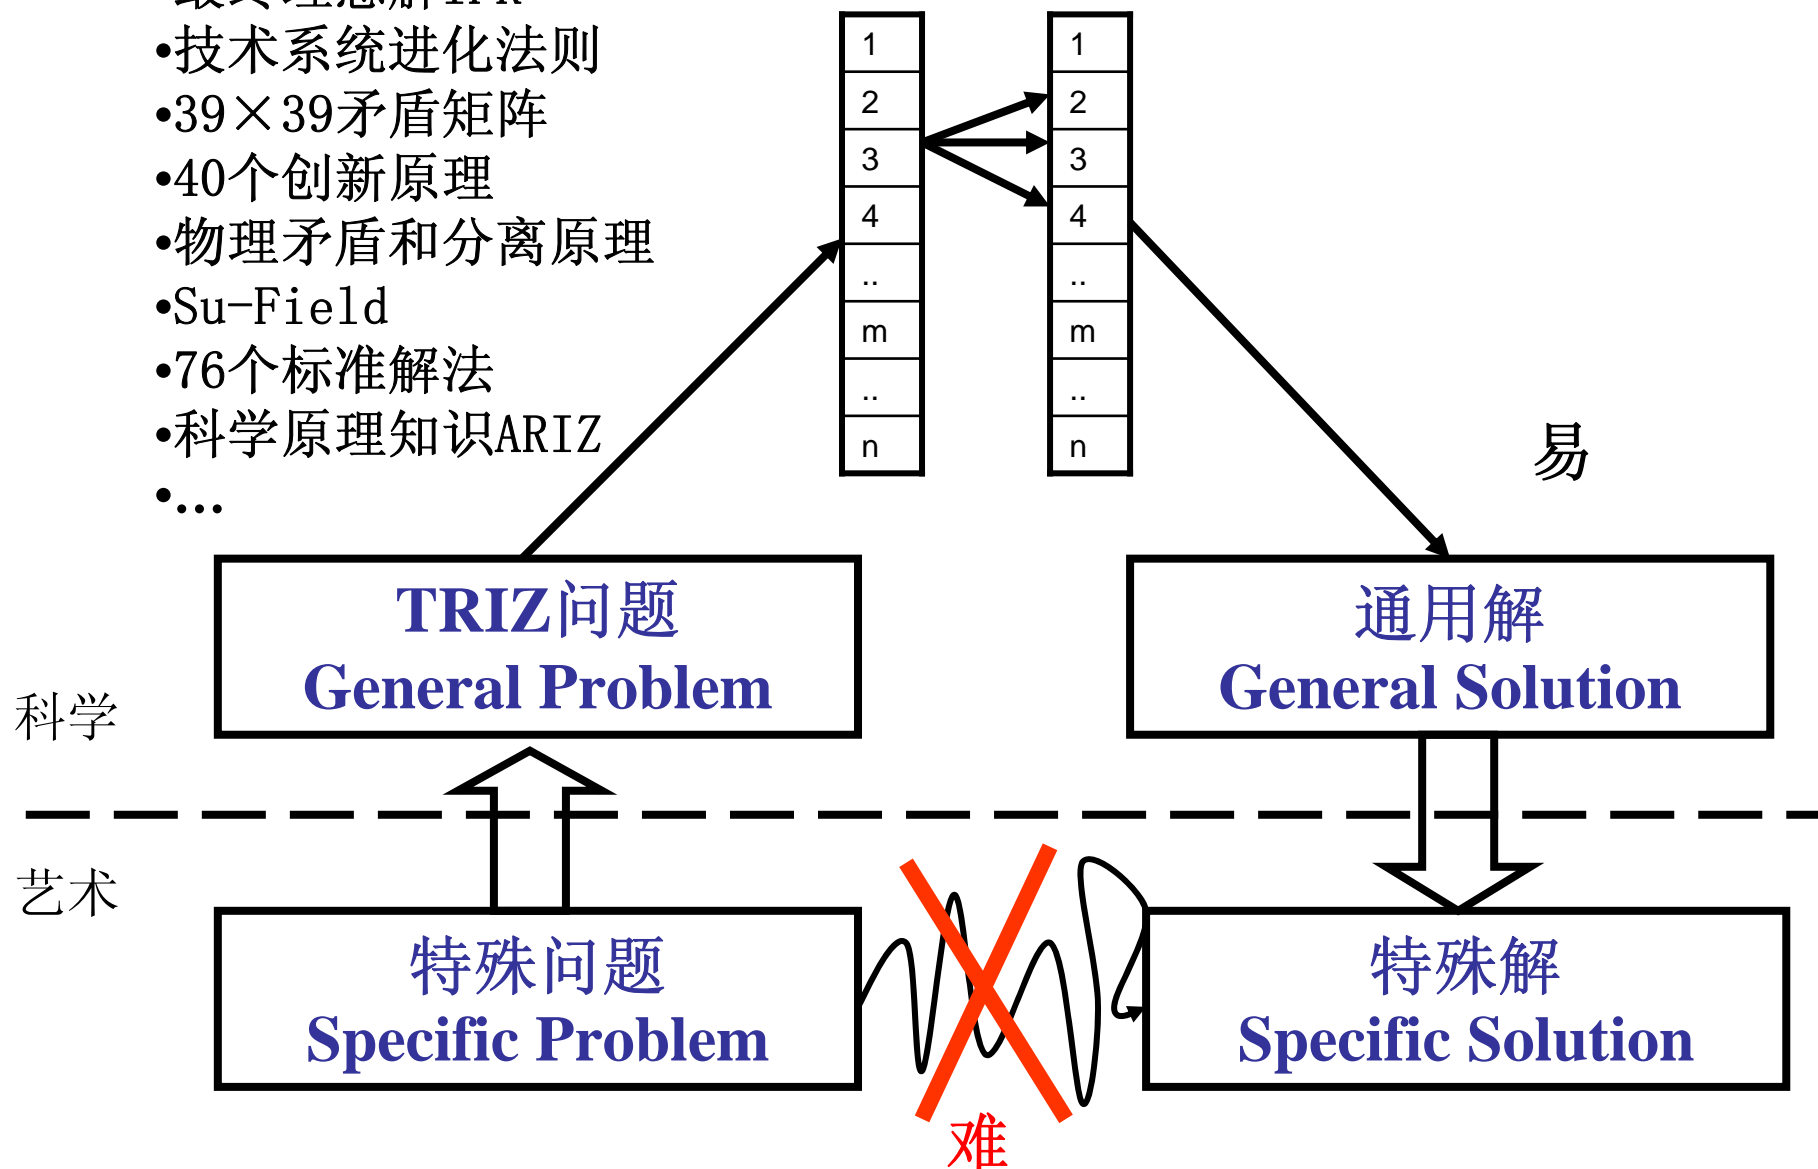 •技术系统进化法则
•39×39矛盾矩阵
•40个创新原理
•物理矛盾和分离原理
•Su-Field
•76个标准解法
•科学原理知识ARIZ
•...
1
2
3
4
..
m
..
n
1
2
3
4
..
m
..
n
易
TRIZ问题
General Problem
通用解
General Solution
科学
艺术
特殊问题
Specific Problem
特殊解
Specific Solution
难